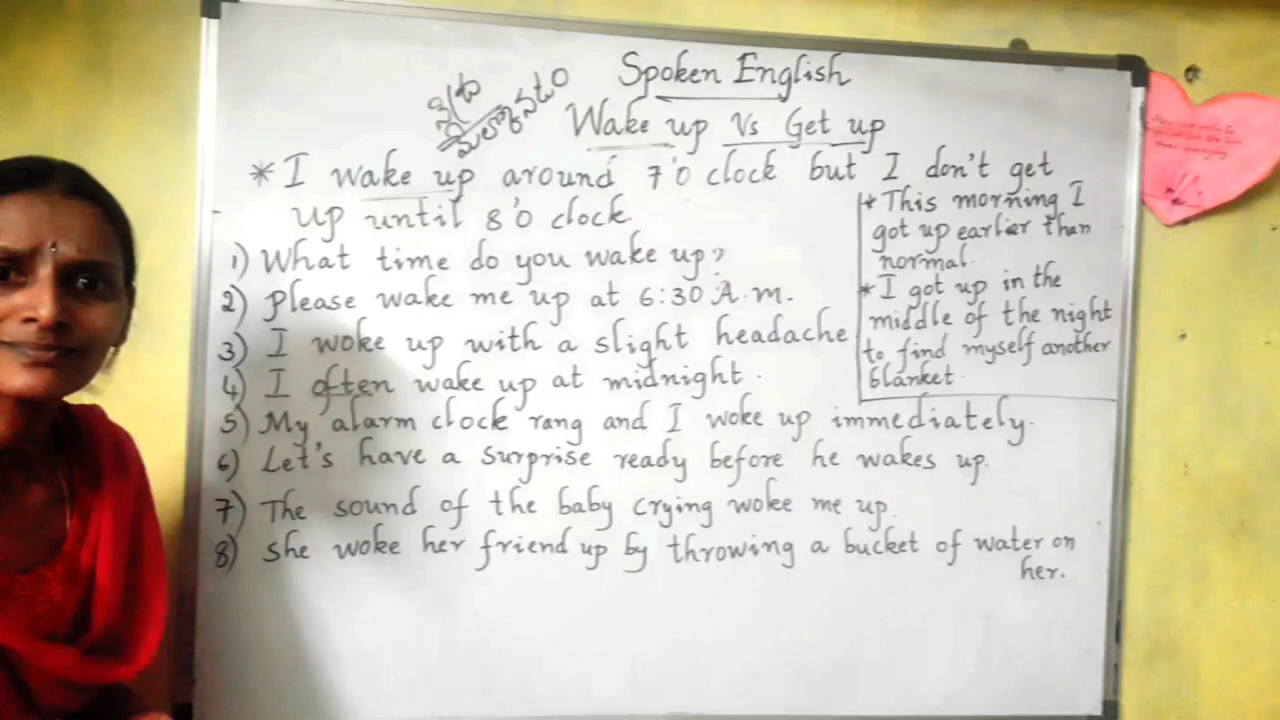 Spoken English
Wake up Vs Get up
* I wake up around 7'0 clock but I don't get
up until 8'0 clock.
* This morning I
got up earlier than
normal.
* I got up in the
middle of the night
to find myself another
blanket.
1) What time do you wake up?
2) Please wake me up at 6:30 A.m.
3) I woke up with a slight headache
4) I often wake up at midnight.
5) My alarm clock rang and I woke up immediately.
6) Let's have a surprise ready before he wakes up.
7) The sound of the baby crying woke me up.
8) She woke her friend up by throwing a bucket of water on
her.